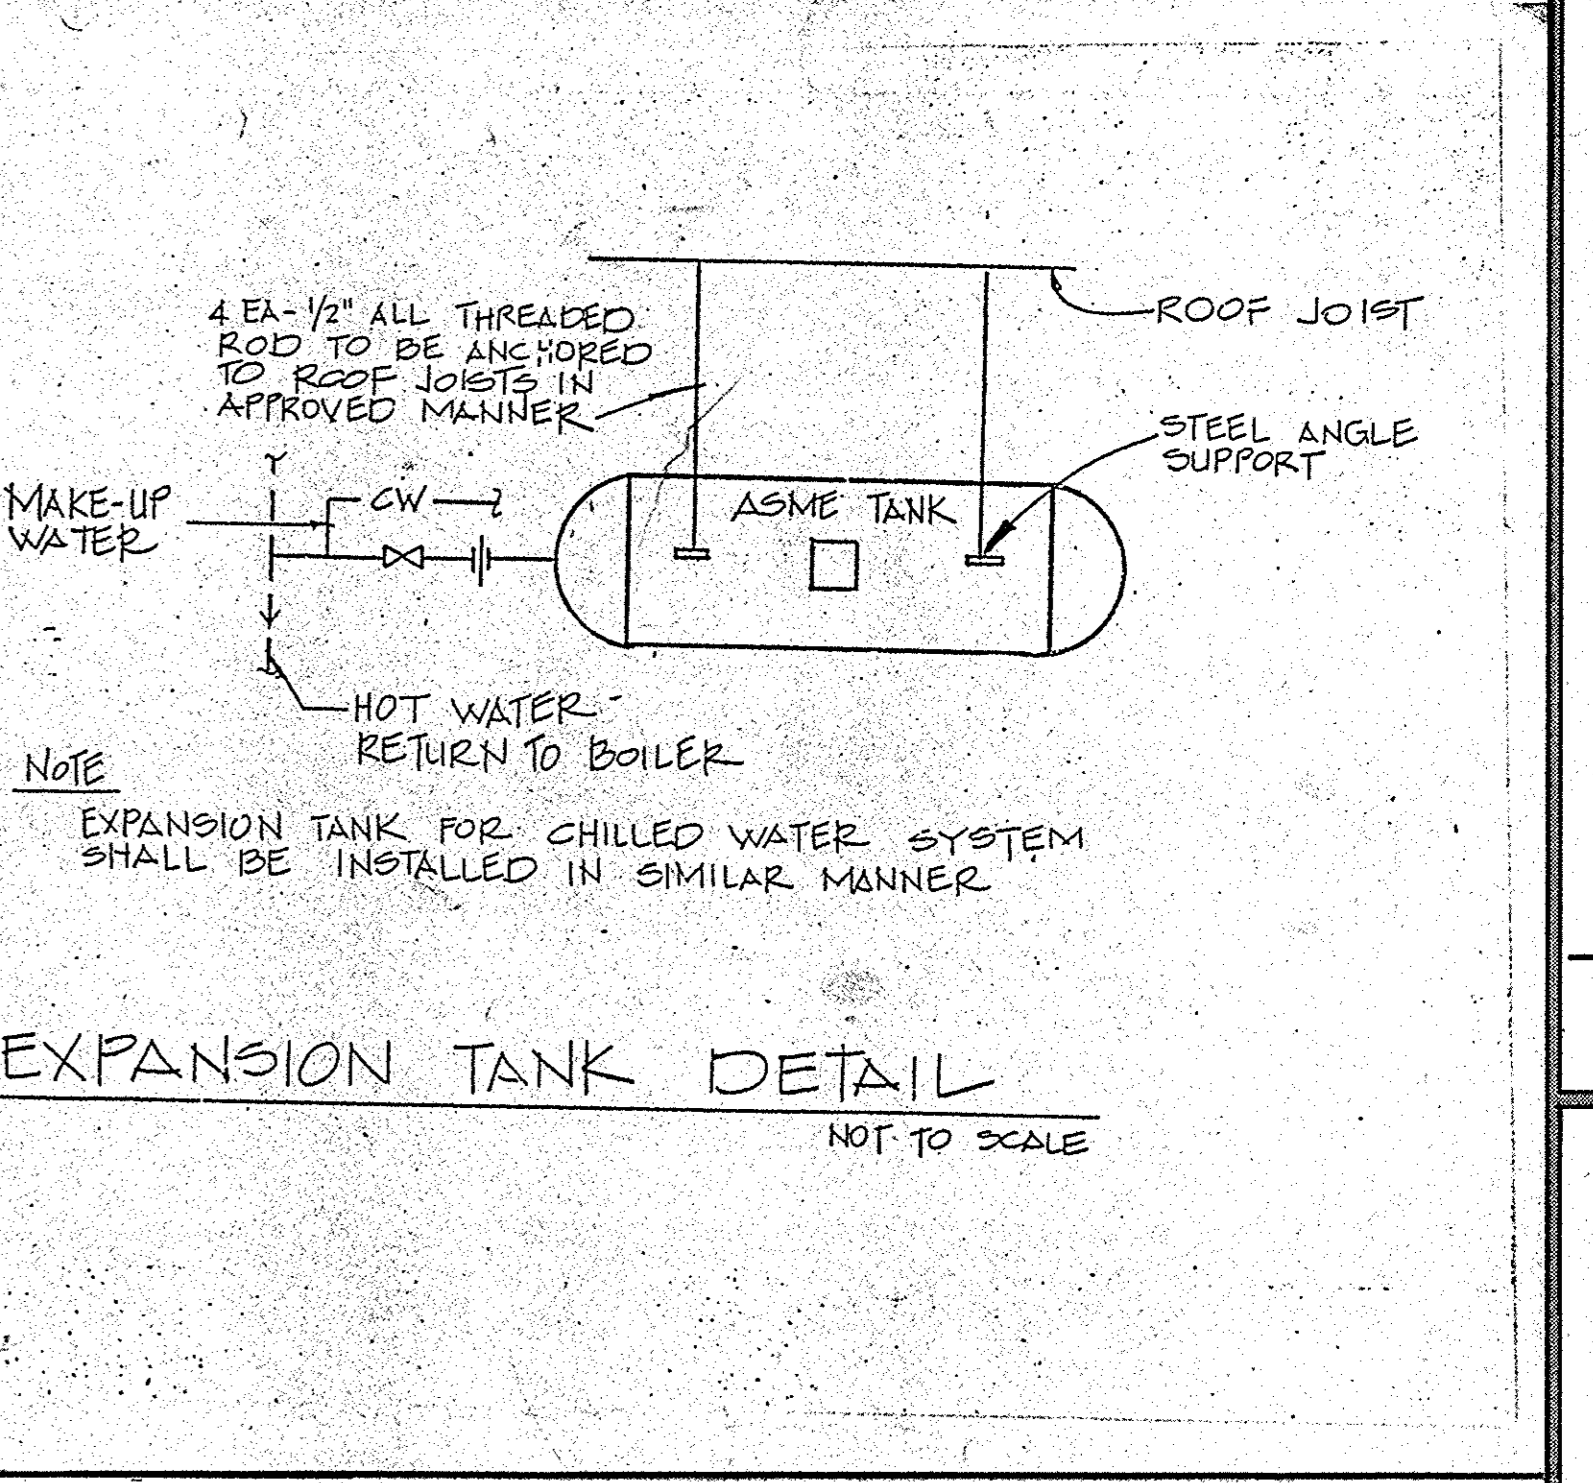 4 EA- 1/2" ALL THREADED
ROD TO BE ANCHORED
TO ROOF JOISTS IN
APPROVED MANNER
ROOF JOIST
STEEL ANGLE
SUPPORT
MAKE-UP
WATER
CW
ASME TANK
HOT WATER
RETURN TO BOILER
NOTE
EXPANSION TANK FOR CHILLED WATER SYSTEM
SHALL BE INSTALLED IN SIMILAR MANNER
EXPANSION TANK DETAIL
NOT TO SCALE